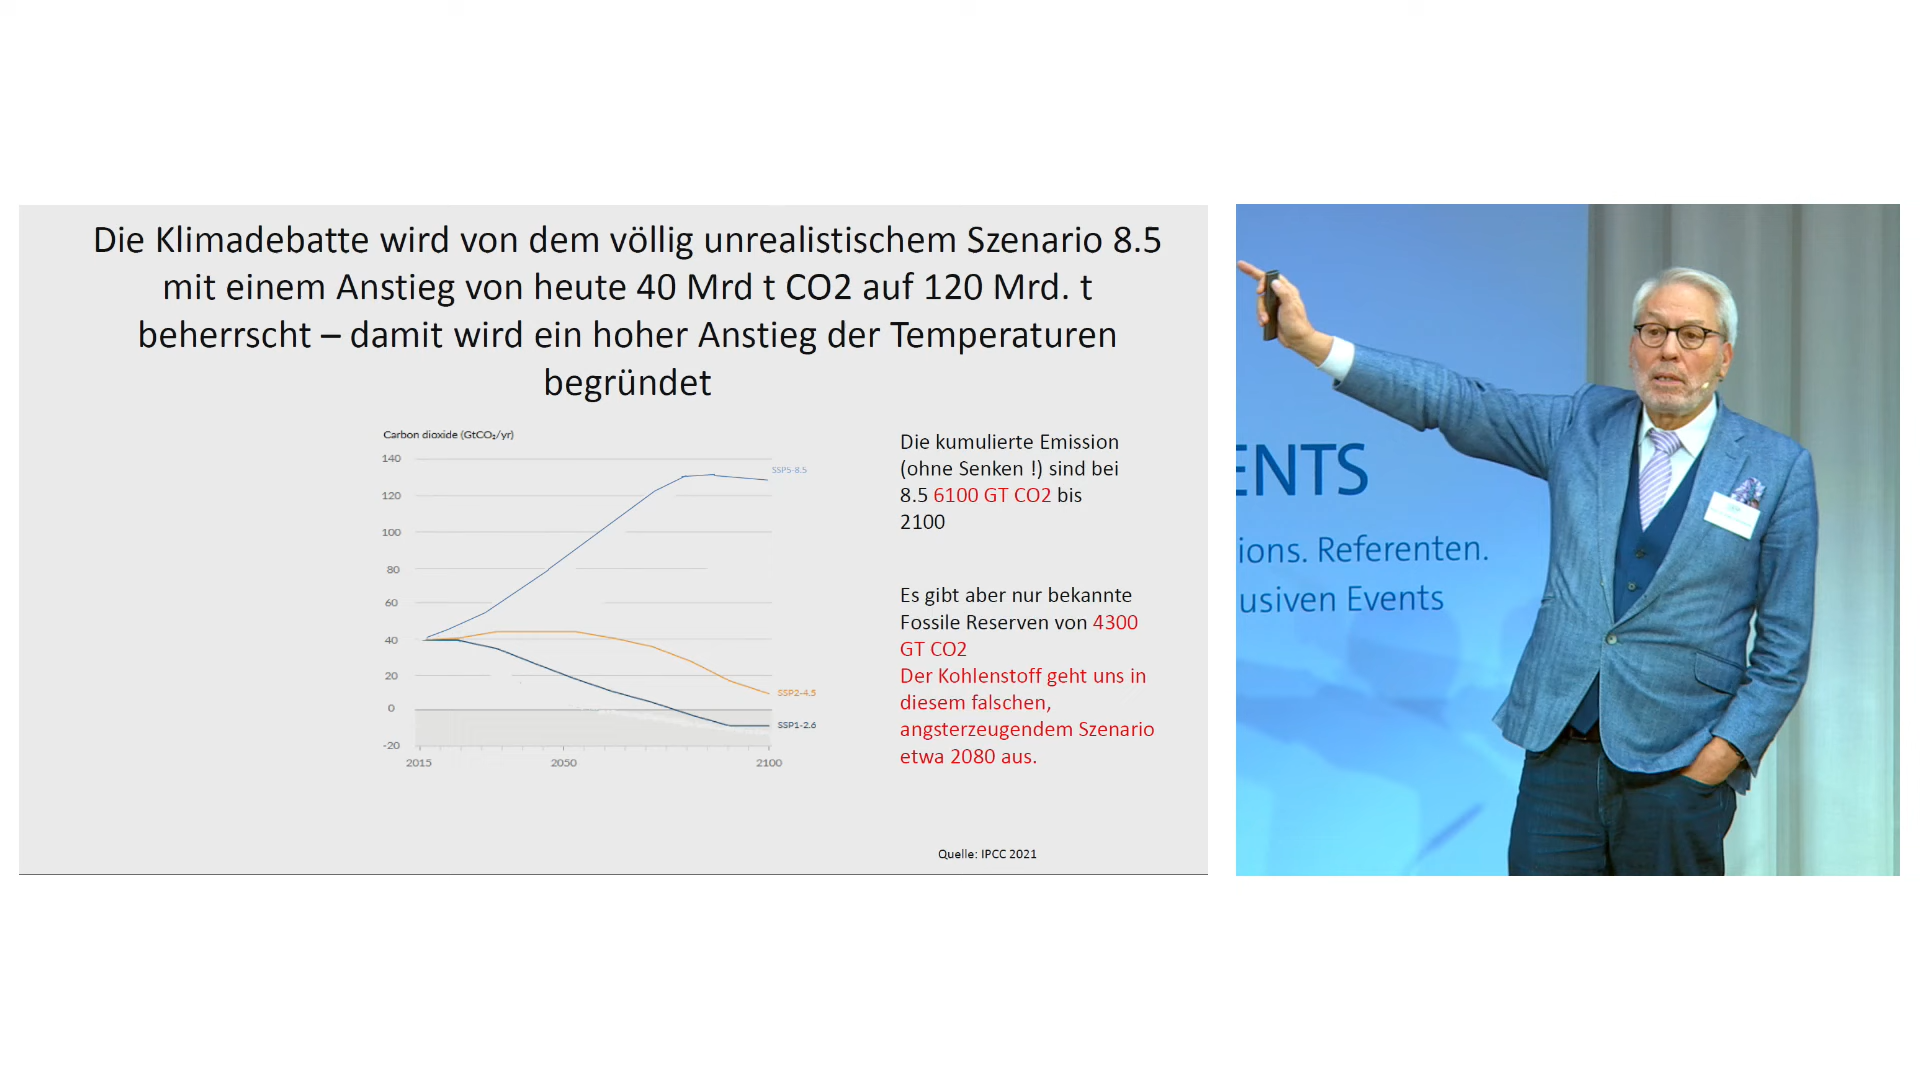 Die Klimadebatte wird von dem völlig unrealistischem Szenario 8.5
mit einem Anstieg von heute 40 Mrd t CO2 auf 120 Mrd. t
beherrscht – damit wird ein hoher Anstieg der Temperaturen
begründet
Carbon dioxide (GtCO₂/yr)
140
120
100
80
60
40
20
0
-20
2015 2050 2100
SSP5-8.5
SSP2-4.5
SSP1-2.6
Die kumulierte Emission
(ohne Senken !) sind bei
8.5 6100 GT CO2 bis
2100
Es gibt aber nur bekannte
Fossile Reserven von 4300
GT CO2
Der Kohlenstoff geht uns in
diesem falschen,
angsterzeugendem Szenario
etwa 2080 aus.
Quelle: IPCC 2021
ENTS
ions. Referenten.
usiven Events